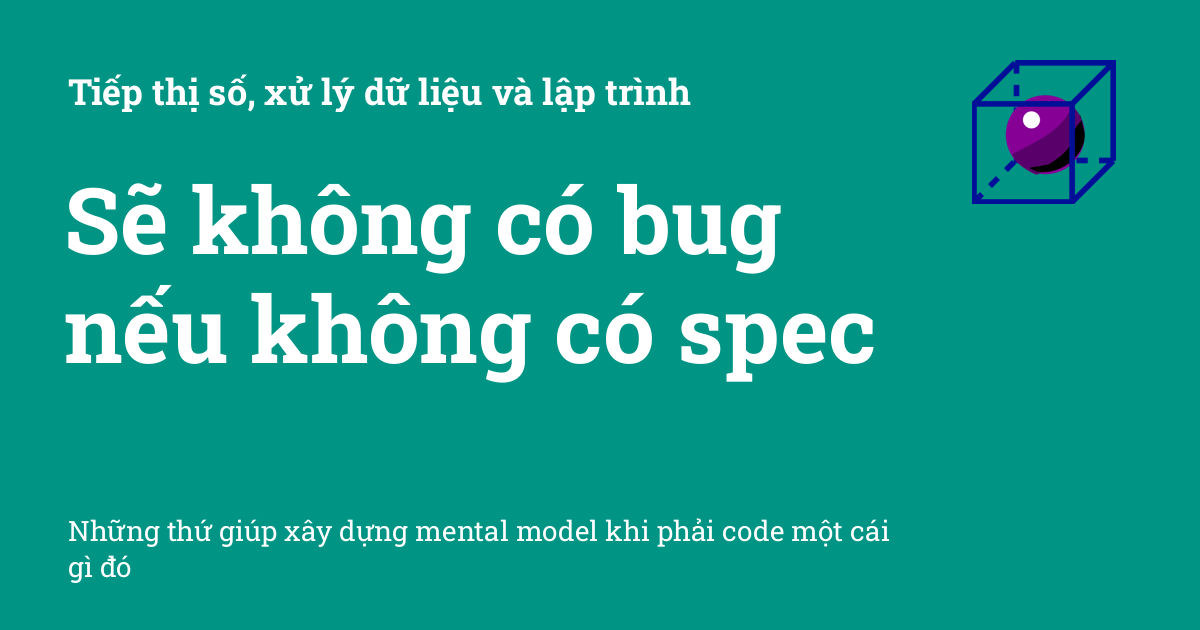 Tiếp thị số, xử lý dữ liệu và lập trình
Sẽ không có bug
nếu không có spec
Những thứ giúp xây dựng mental model khi phải code một cái
gì đó